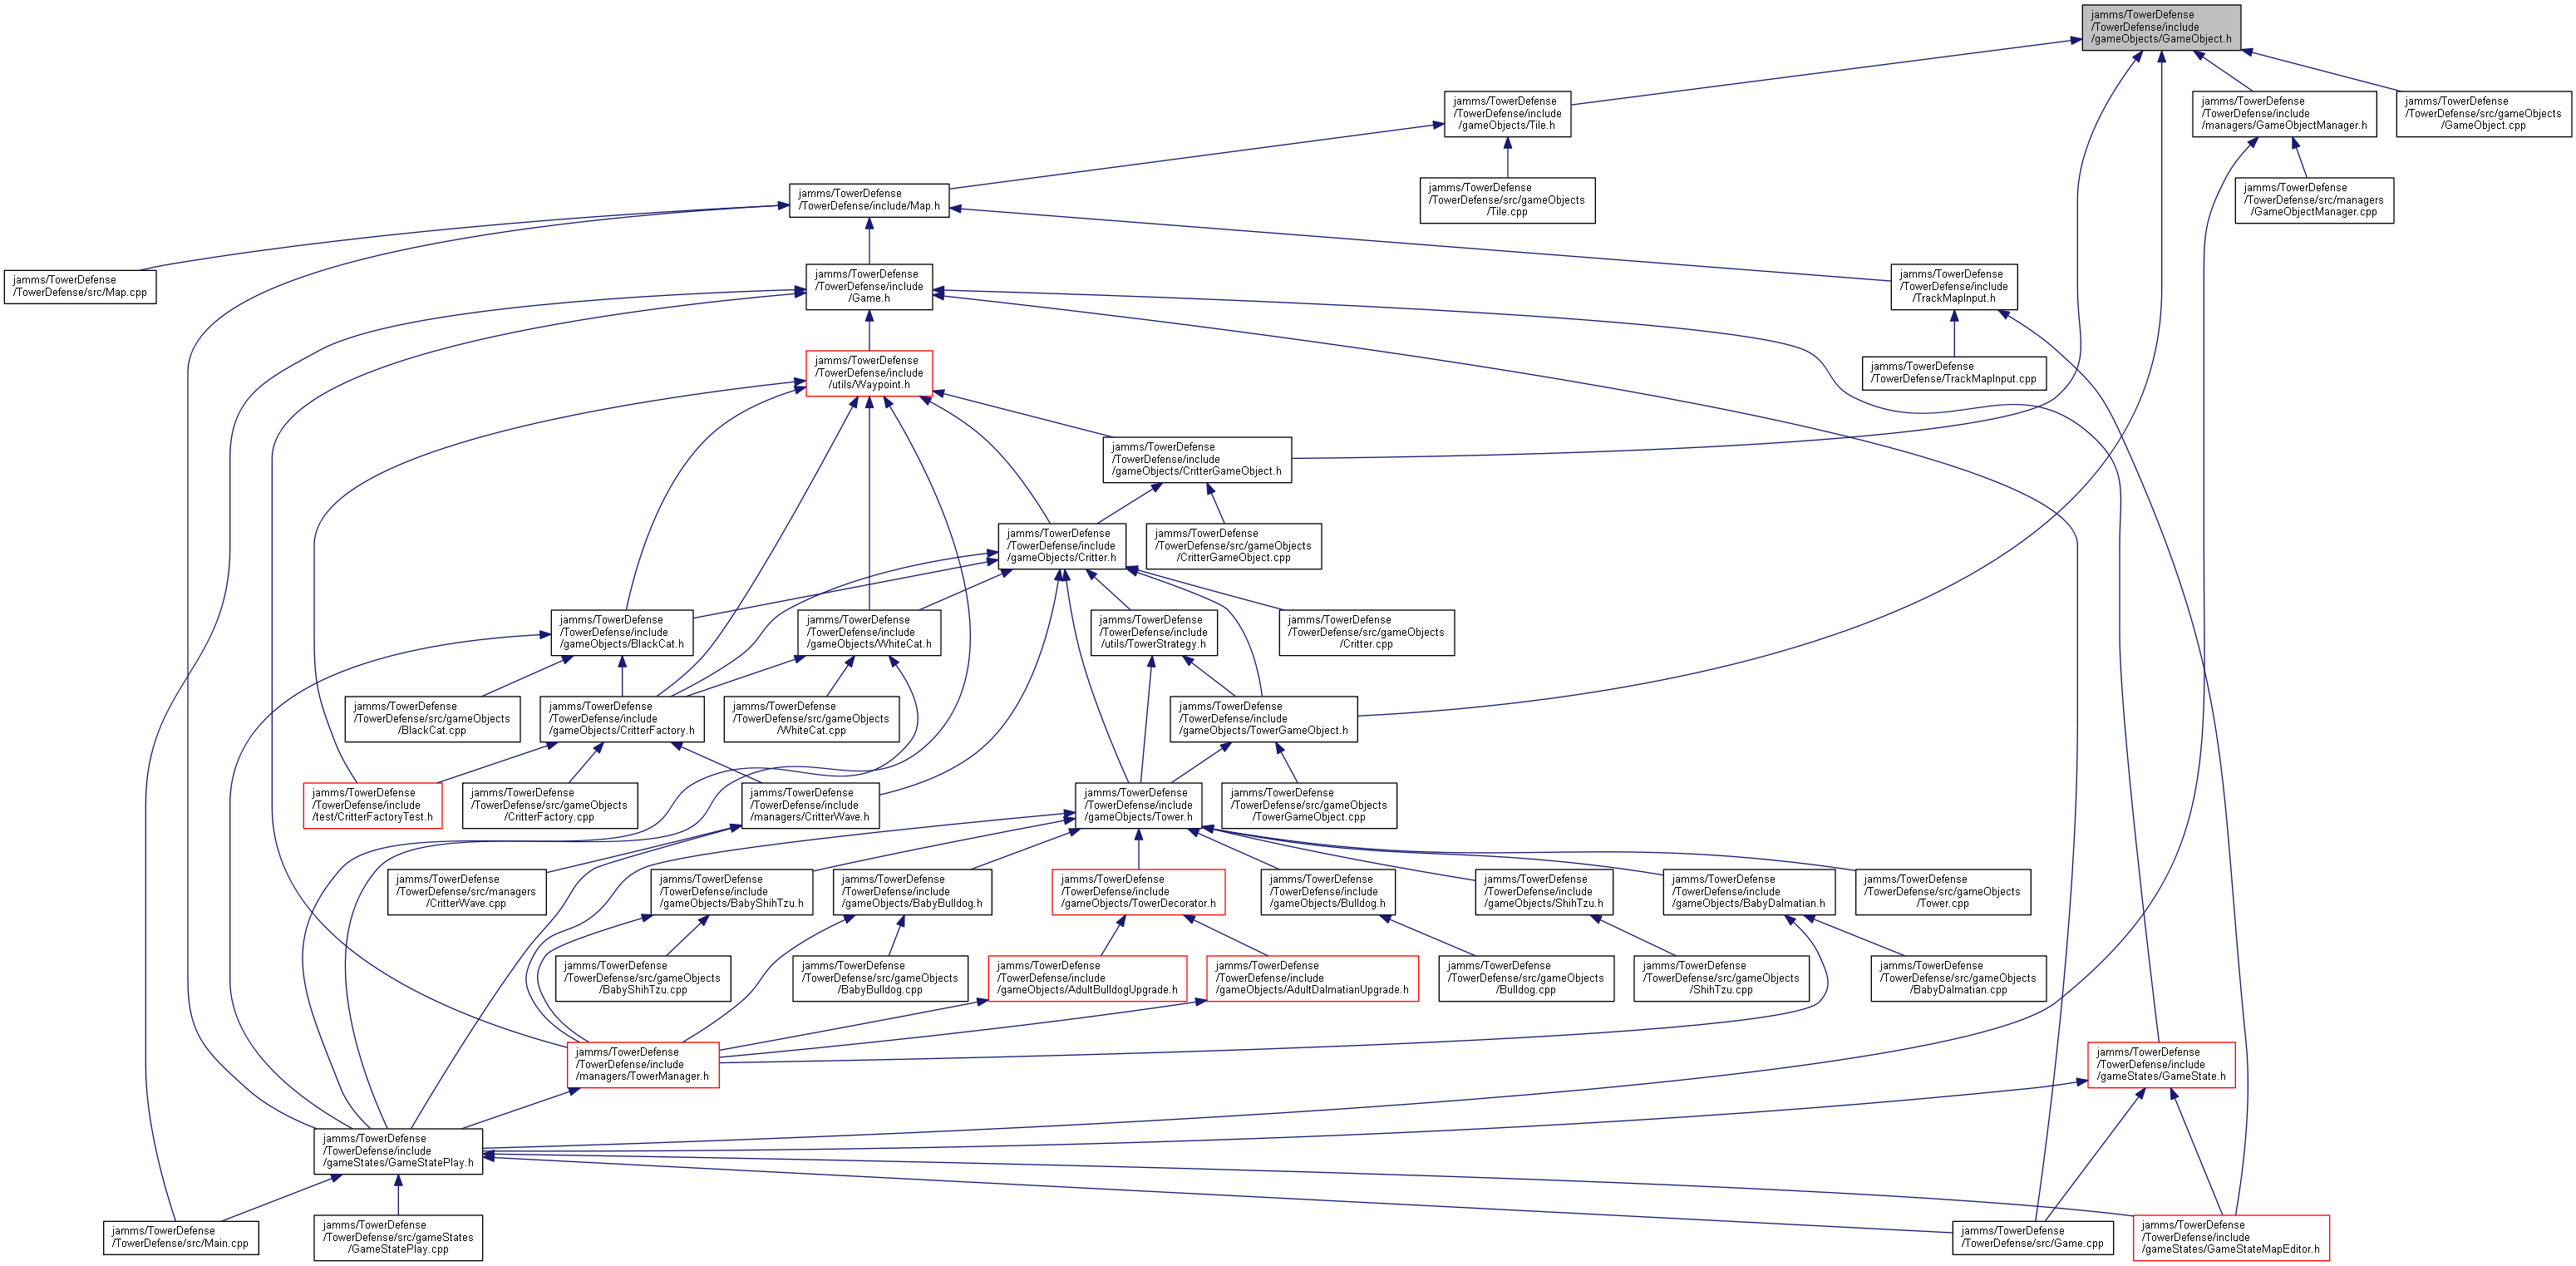 jamms/TowerDefense
/TowerDefense/include
/gameObjects/GameObject.h
jamms/TowerDefense
/TowerDefense/include
/gameObjects/Tile.h
jamms/TowerDefense
/TowerDefense/include
/managers/GameObjectManager.h
jamms/TowerDefense
/TowerDefense/src/gameObjects
/GameObject.cpp
jamms/TowerDefense
/TowerDefense/include/Map.h
jamms/TowerDefense
/TowerDefense/src/gameObjects
/Tile.cpp
jamms/TowerDefense
/TowerDefense/src/managers
/GameObjectManager.cpp
jamms/TowerDefense
/TowerDefense/src/Map.cpp
jamms/TowerDefense
/TowerDefense/include
/Game.h
jamms/TowerDefense
/TowerDefense/include
/TrackMapInput.h
jamms/TowerDefense
/TowerDefense/include
/utils/Waypoint.h
jamms/TowerDefense
/TowerDefense/TrackMapInput.cpp
jamms/TowerDefense
/TowerDefense/include
/gameObjects/CritterGameObject.h
jamms/TowerDefense
/TowerDefense/include
/gameObjects/Critter.h
jamms/TowerDefense
/TowerDefense/src/gameObjects
/CritterGameObject.cpp
jamms/TowerDefense
/TowerDefense/include
/gameObjects/BlackCat.h
jamms/TowerDefense
/TowerDefense/include
/gameObjects/WhiteCat.h
jamms/TowerDefense
/TowerDefense/include
/utils/TowerStrategy.h
jamms/TowerDefense
/TowerDefense/src/gameObjects
/Critter.cpp
jamms/TowerDefense
/TowerDefense/src/gameObjects
/BlackCat.cpp
jamms/TowerDefense
/TowerDefense/include
/gameObjects/CritterFactory.h
jamms/TowerDefense
/TowerDefense/src/gameObjects
/WhiteCat.cpp
jamms/TowerDefense
/TowerDefense/include
/gameObjects/TowerGameObject.h
jamms/TowerDefense
/TowerDefense/include
/test/CritterFactoryTest.h
jamms/TowerDefense
/TowerDefense/src/gameObjects
/CritterFactory.cpp
jamms/TowerDefense
/TowerDefense/include
/managers/CritterWave.h
jamms/TowerDefense
/TowerDefense/include
/gameObjects/Tower.h
jamms/TowerDefense
/TowerDefense/src/gameObjects
/TowerGameObject.cpp
jamms/TowerDefense
/TowerDefense/src/managers
/CritterWave.cpp
jamms/TowerDefense
/TowerDefense/include
/gameObjects/BabyShihTzu.h
jamms/TowerDefense
/TowerDefense/include
/gameObjects/BabyBulldog.h
jamms/TowerDefense
/TowerDefense/include
/gameObjects/TowerDecorator.h
jamms/TowerDefense
/TowerDefense/include
/gameObjects/Bulldog.h
jamms/TowerDefense
/TowerDefense/include
/gameObjects/ShihTzu.h
jamms/TowerDefense
/TowerDefense/include
/gameObjects/BabyDalmatian.h
jamms/TowerDefense
/TowerDefense/src/gameObjects
/Tower.cpp
jamms/TowerDefense
/TowerDefense/src/gameObjects
/BabyShihTzu.cpp
jamms/TowerDefense
/TowerDefense/src/gameObjects
/BabyBulldog.cpp
jamms/TowerDefense
/TowerDefense/include
/gameObjects/AdultBulldogUpgrade.h
jamms/TowerDefense
/TowerDefense/include
/gameObjects/AdultDalmatianUpgrade.h
jamms/TowerDefense
/TowerDefense/src/gameObjects
/Bulldog.cpp
jamms/TowerDefense
/TowerDefense/src/gameObjects
/ShihTzu.cpp
jamms/TowerDefense
/TowerDefense/src/gameObjects
/BabyDalmatian.cpp
jamms/TowerDefense
/TowerDefense/include
/managers/TowerManager.h
jamms/TowerDefense
/TowerDefense/include
/gameStates/GameState.h
jamms/TowerDefense
/TowerDefense/include
/gameStates/GameStatePlay.h
jamms/TowerDefense
/TowerDefense/src/Main.cpp
jamms/TowerDefense
/TowerDefense/src/gameStates
/GameStatePlay.cpp
jamms/TowerDefense
/TowerDefense/src/Game.cpp
jamms/TowerDefense
/TowerDefense/include
/gameStates/GameStateMapEditor.h